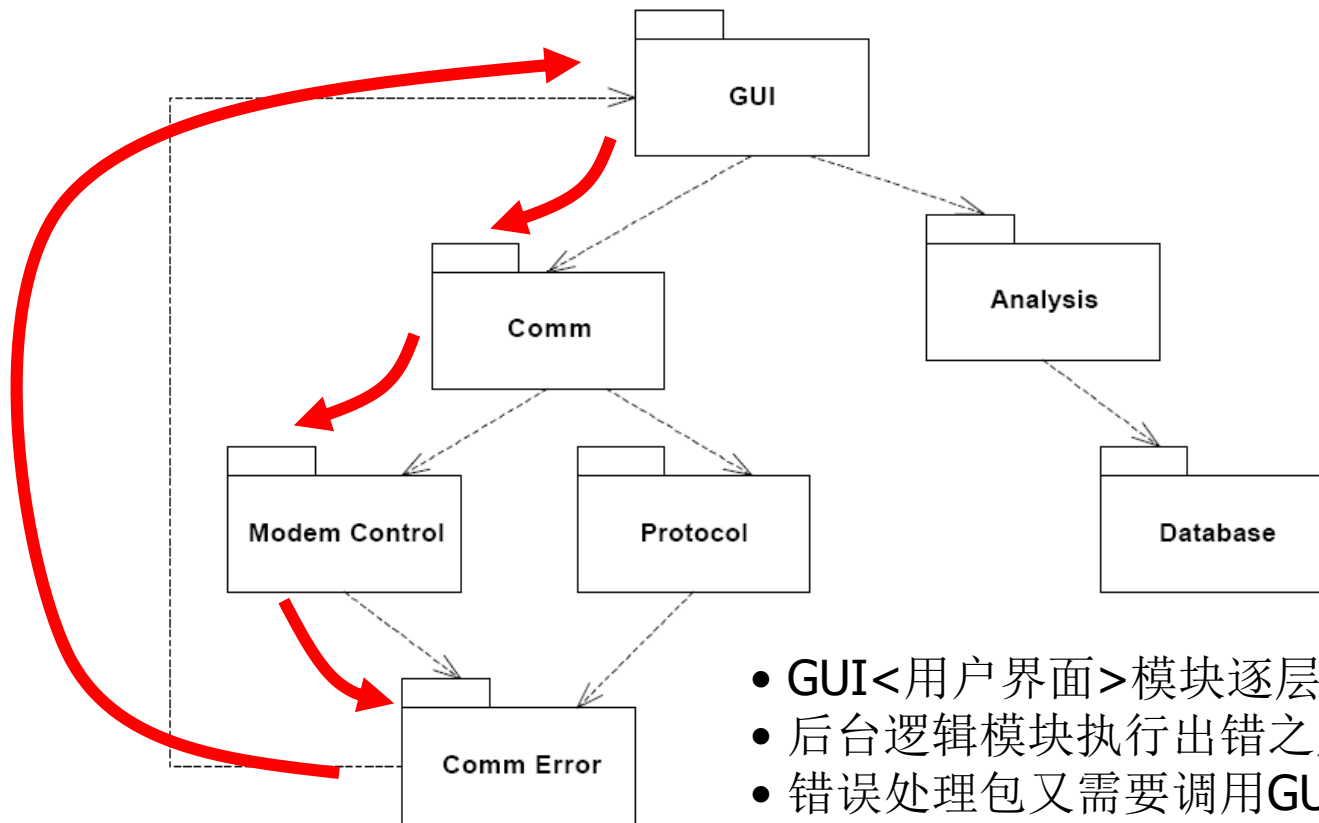 GUI
Comm
Analysis
Modem Control
Protocol
Database
Comm Error
• GUI<用户界面>模块逐层
• 后台逻辑模块执行出错之
• 错误处理包又需要调用GU